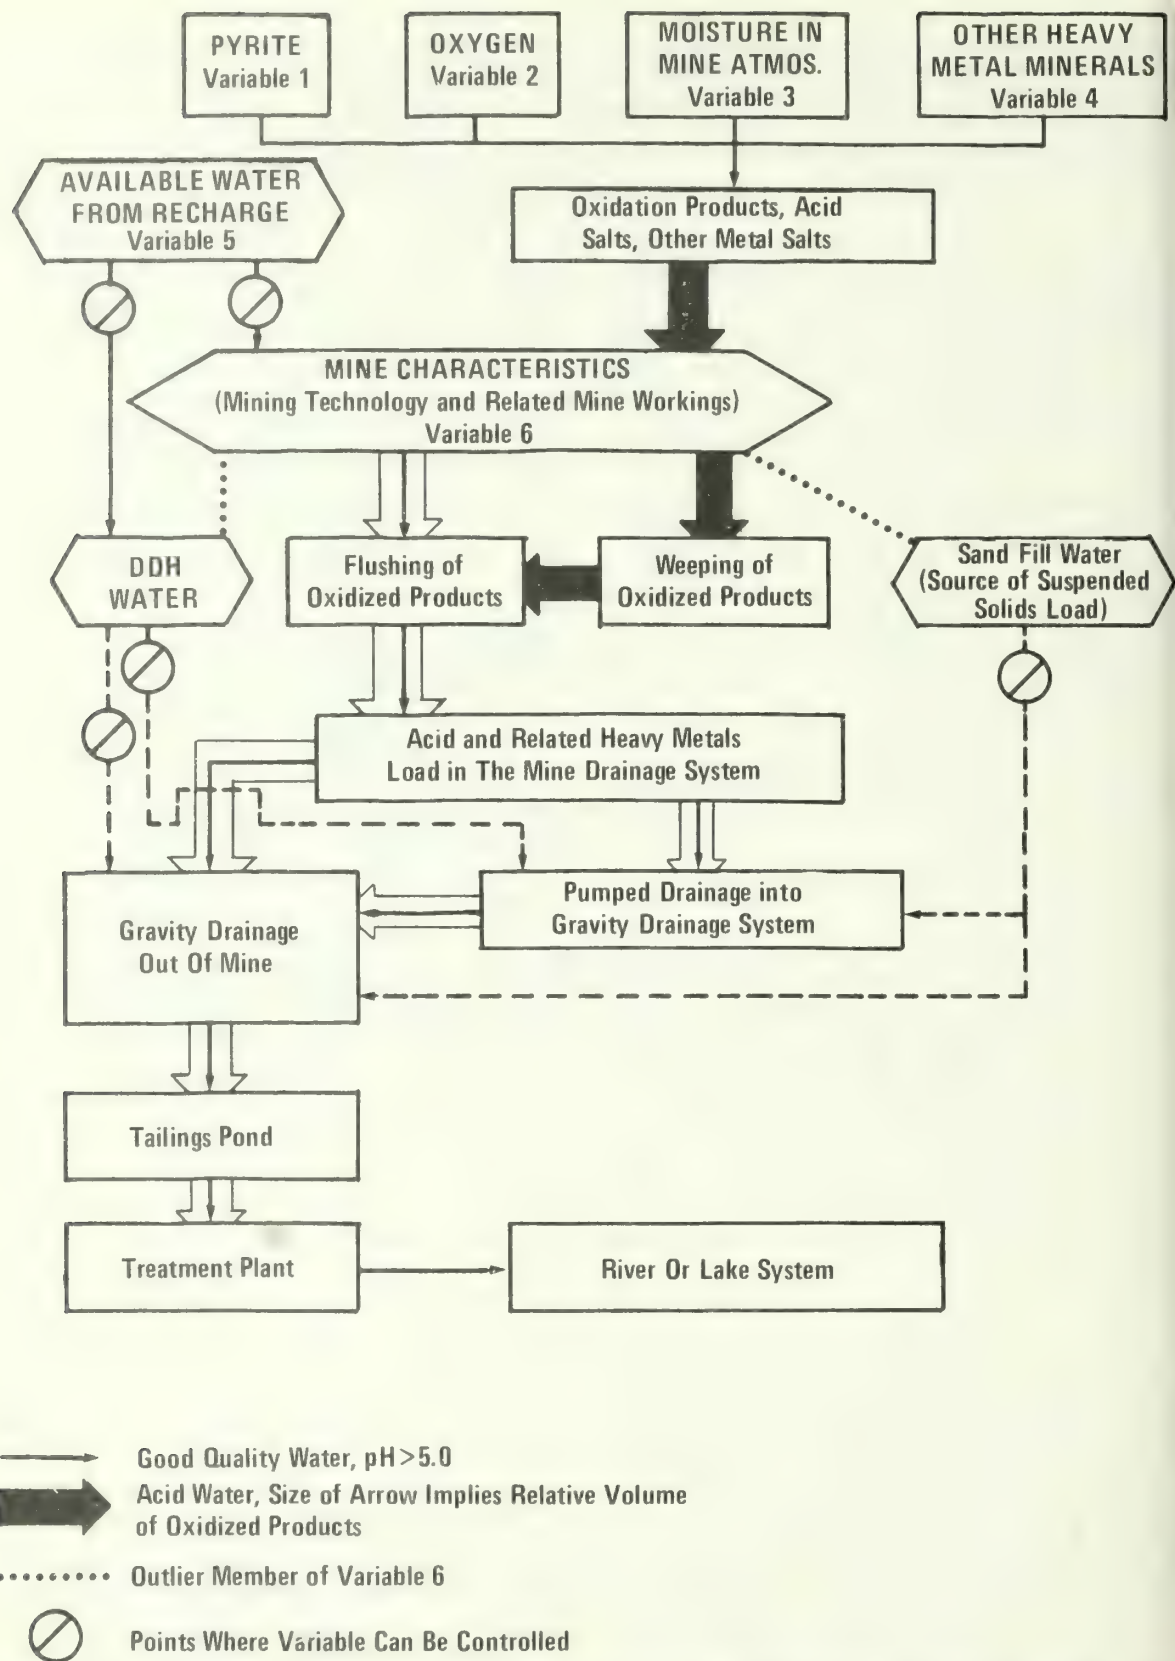 PYRITE
Variable 1
OXYGEN
Variable 2
MOISTURE IN
MINE ATMOS.
Variable 3
OTHER HEAVY
METAL MINERALS
Variable 4
AVAILABLE WATER
FROM RECHARGE
Variable 5
Oxidation Products, Acid
Salts, Other Metal Salts
MINE CHARACTERISTICS
(Mining Technology and Related Mine Workings)
Variable 6
DDH
WATER
Flushing of
Oxidized Products
Weeping of
Oxidized Products
Sand Fill Water
(Source of Suspended
Solids Load)
Acid and Related Heavy Metals
Load in The Mine Drainage System
Gravity Drainage
Out Of Mine
Pumped Drainage into
Gravity Drainage System
Tailings Pond
Treatment Plant
River Or Lake System
Good Quality Water, pH>5.0
Acid Water, Size of Arrow Implies Relative Volume
of Oxidized Products
Outlier Member of Variable 6
Points Where Variable Can Be Controlled